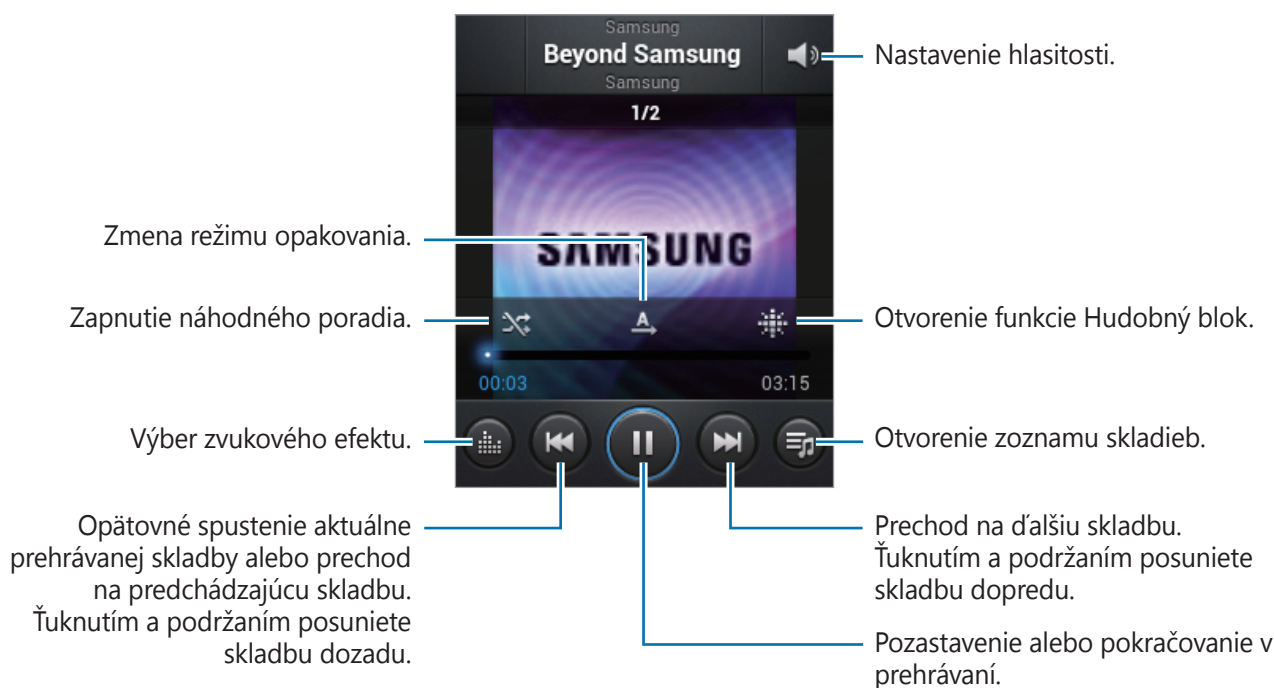 Samsung
Beyond Samsung
Samsung
Nastavenie hlasitosti.
1/2
SAMSUNG
Zmena režimu opakovania.
Zapnutie náhodného poradia.
A
Otvorenie funkcie Hudobný blok.
00:03
03:15
Výber zvukového efektu.
Otvorenie zoznamu skladieb.
Opätovné spustenie aktuálne
prehrávanej skladby alebo prechod
na predchádzajúcu skladbu.
Ťuknutím a podržaním posuniete
skladbu dozadu.
Prechod na ďalšiu skladbu.
Ťuknutím a podržaním posuniete
skladbu dopredu.
Pozastavenie alebo pokračovanie v
prehrávaní.